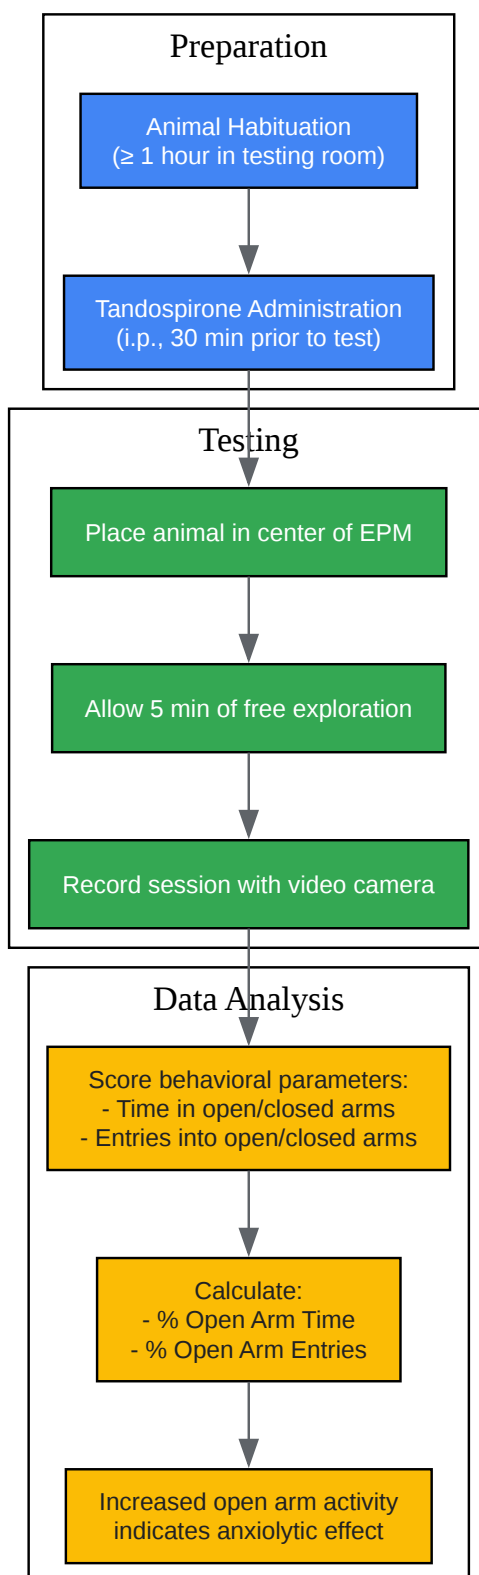 Preparation
Animal Habituation
(≥ 1 hour in testing room)
Tandospirone Administration
(i.p., 30 min prior to test)
Testing
Place animal in center of EPM
Allow 5 min of free exploration
Record session with video camera
Data Analysis
Score behavioral parameters:
- Time in open/closed arms
- Entries into open/closed arms
Calculate:
- % Open Arm Time
- % Open Arm Entries
Increased open arm activity
indicates anxiolytic effect